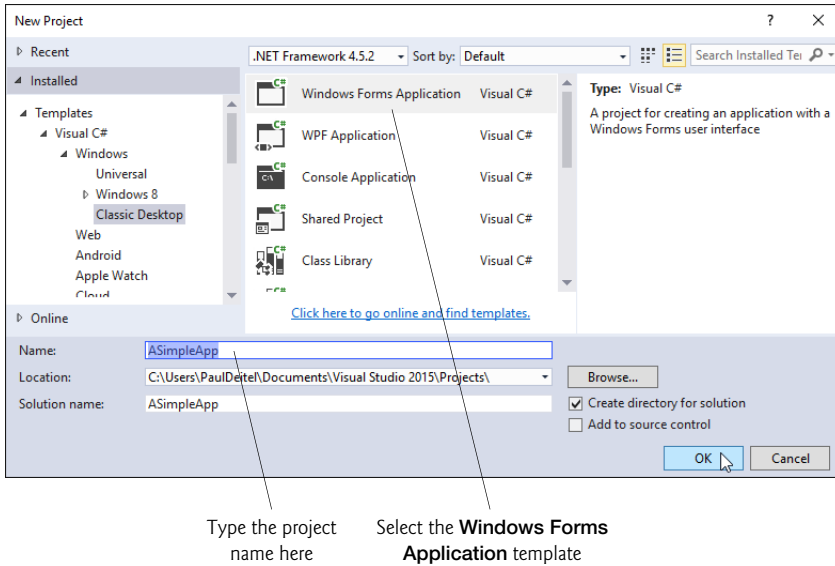 New Project
?
Recent
.NET Framework 4.5.2
Sort by:
Default
Search Installed Te
Installed
Templates
Visual C#
Windows
Universal
Windows 8
Classic Desktop
Web
Android
Apple Watch
Cloud
Online
C#
Windows Forms Application
Visual C#
C#
WPF Application
Visual C#
C#
C:\
Console Application
Visual C#
C#
Shared Project
Visual C#
C#
Class Library
Visual C#
C#
Click here to go online and find templates.
Type: Visual C#
A project for creating an application with a
Windows Forms user interface
Name:
ASimpleApp
Location:
C:\Users\PaulDeitel\Documents\Visual Studio 2015\Projects\
Browse...
Solution name:
ASimpleApp
Create directory for solution
Add to source control
OK
Cancel
Type the project
name here
Select the Windows Forms
Application template